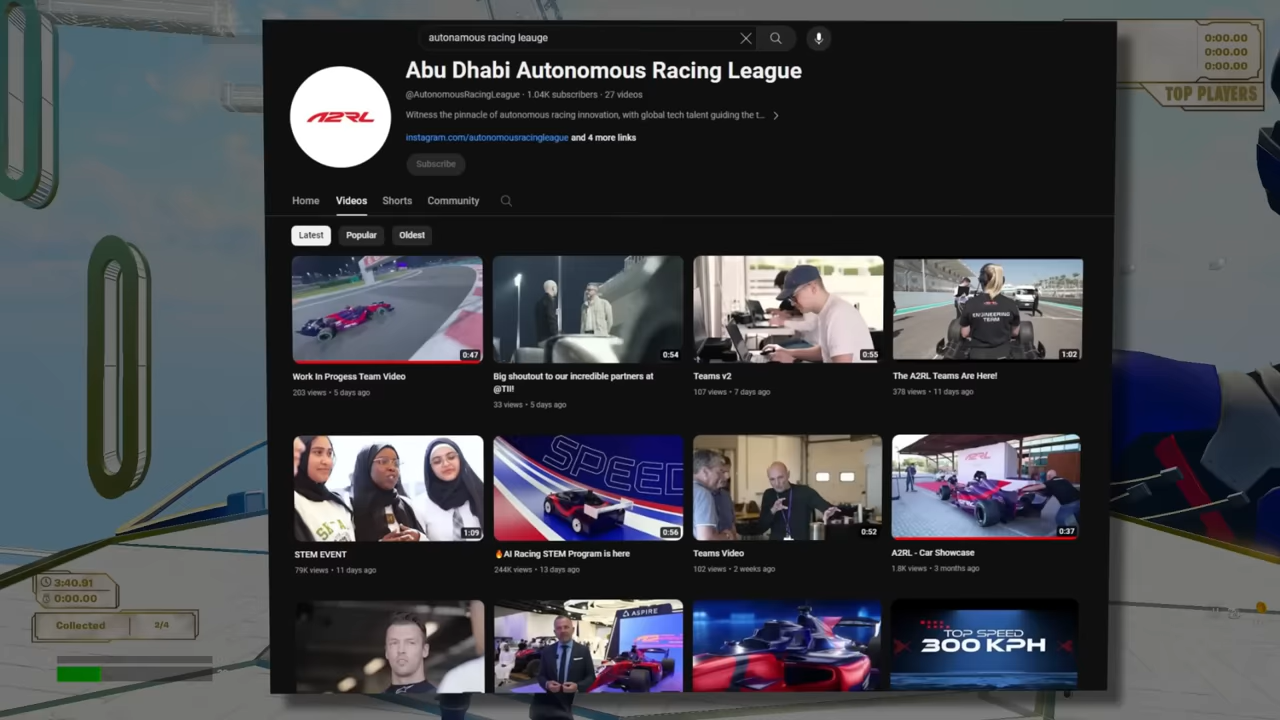 autonamous racing leauge
Abu Dhabi Autonomous Racing League
A2RL
@AutonomousRacingLeague · 1.04K subscribers · 27 videos
Witness the pinnacle of autonomous racing innovation, with global tech talent guiding the t...
instagram.com/autonomousracingleague and 4 more links
Subscribe
Home Videos Shorts Community
Latest Popular Oldest
0:47 0:54 0:55 1:02
ENGINEERING
TEAM
Work In Progess Team Video
203 views • 5 days ago
Big shoutout to our incredible partners at
@TII!
33 views • 5 days ago
Teams v2
107 views • 7 days ago
The A2RL Teams Are Here!
378 views • 11 days ago
SPEED
A2RL
1:09 0:56 0:52 0:37
STEM EVENT
79K views • 11 days ago
🔥AI Racing STEM Program is here
244K views • 13 days ago
Teams Video
102 views • 2 weeks ago
A2RL - Car Showcase
1.8K views • 3 months ago
ASPIRE
TOP SPEED
300 KPH
0:00.00
0:00.00
0:00.00
TOP PLAYERS
3:40.91
0:00.00
Collected 2/4